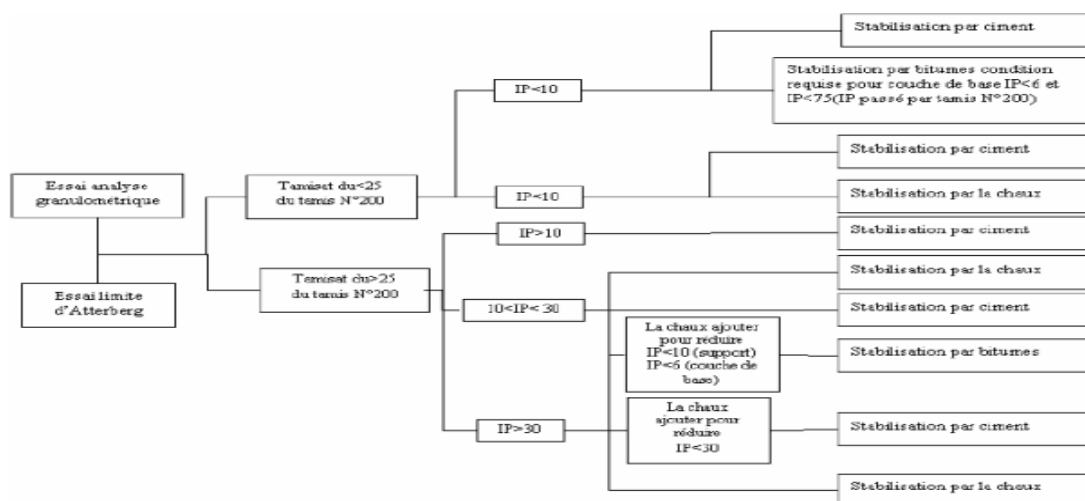 Essai analyse
granulométrique
Essai limite
d'Atterberg
Tamisat du<25
du tamis N°200
Tamisat du>25
du tamis N°200
IP<10
IP<10
IP>10
10<IP< 30
IP>30
La chaux ajouter
pour réduire
IP<10 (support)
IP<6 (couche de
base)
La chaux
ajouter pour
réduire
IP<30
Stabilisation par ciment
Stabilisation par bitumes condition
requise pour couche de base IP<6 et
IP<75(IP passé par tamis N°200)
Stabilisation par ciment
Stabilisation par la chaux
Stabilisation par ciment
Stabilisation par la chaux
Stabilisation par ciment
Stabilisation par bitumes
Stabilisation par ciment
Stabilisation par la chaux